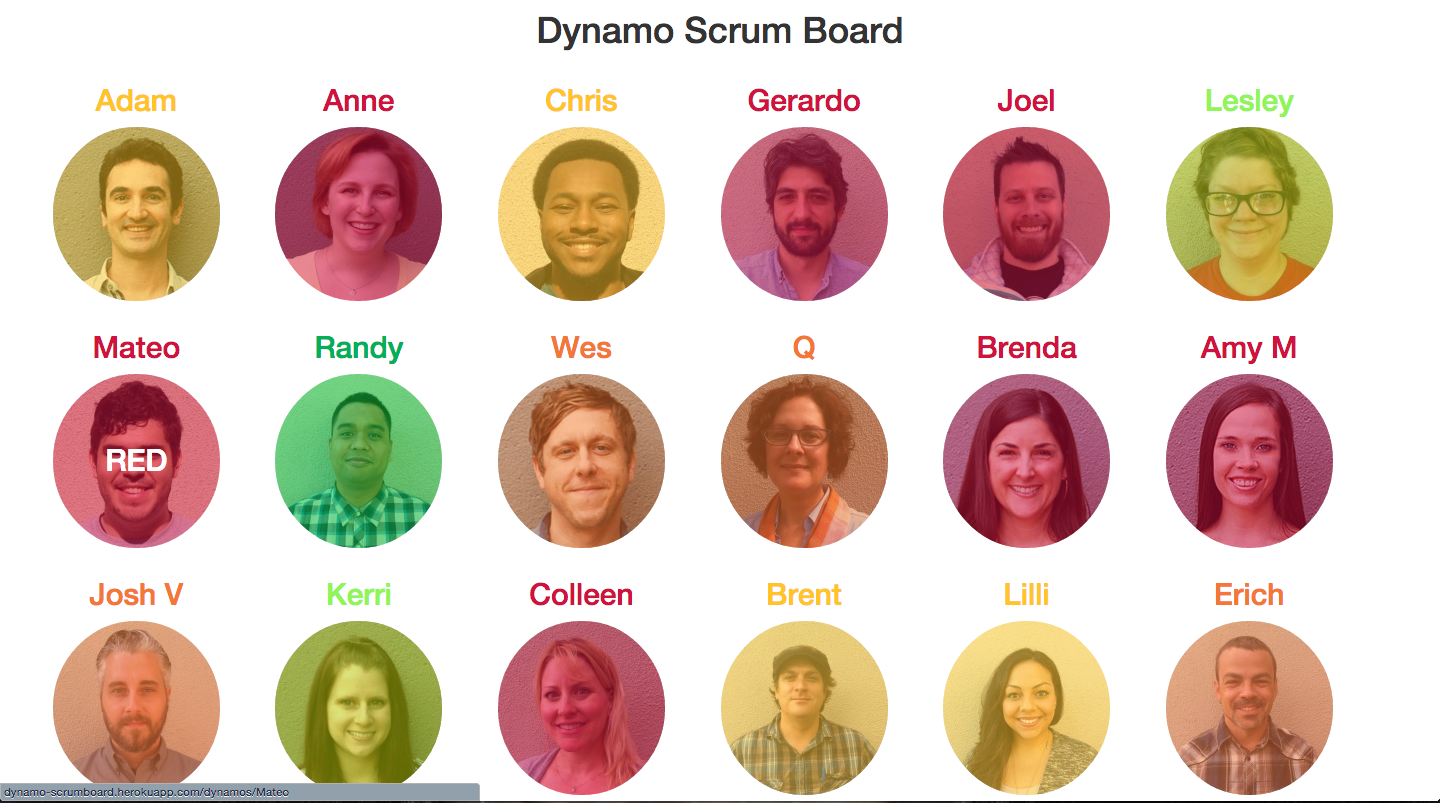 Dynamo Scrum Board
Adam Anne Chris Gerardo Joel Lesley
Mateo Randy Wes Q Brenda Amy M
RED
Josh V Kerri Colleen Brent Lilli Erich
dynamo-scrumboard.herokuapp.com/dynamos/Mateo